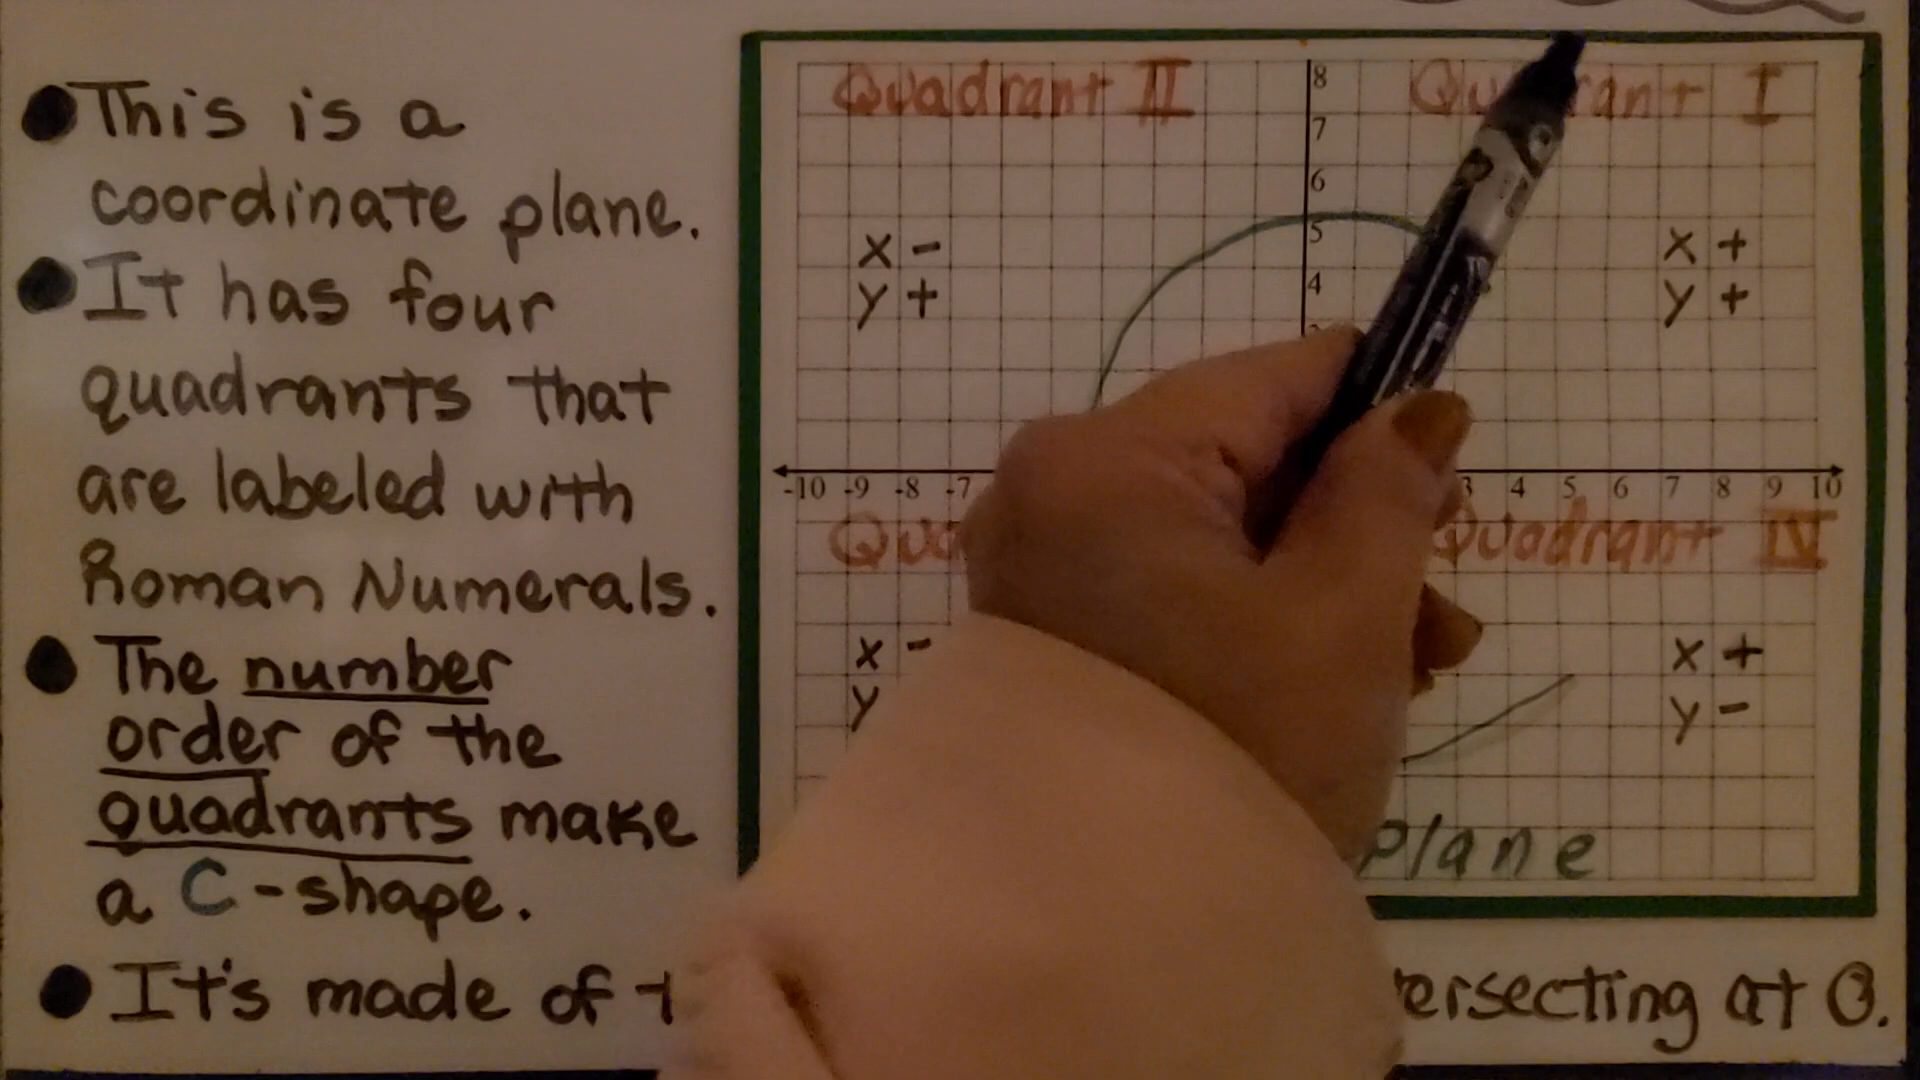 This is a
coordinate plane.
It has four
quadrants that
are labeled with
Roman Numerals.
The number
order of the
quadrants make
a C-shape.
It's made of
ersecting at 0.
Quadrant II
8
7
6
5
4
x -
y +
x +
y +
I
-10 -9 -8 -7
3 4 5 6 7 8 9 10
Quadrant IV
x -
y
x +
y -
Plane